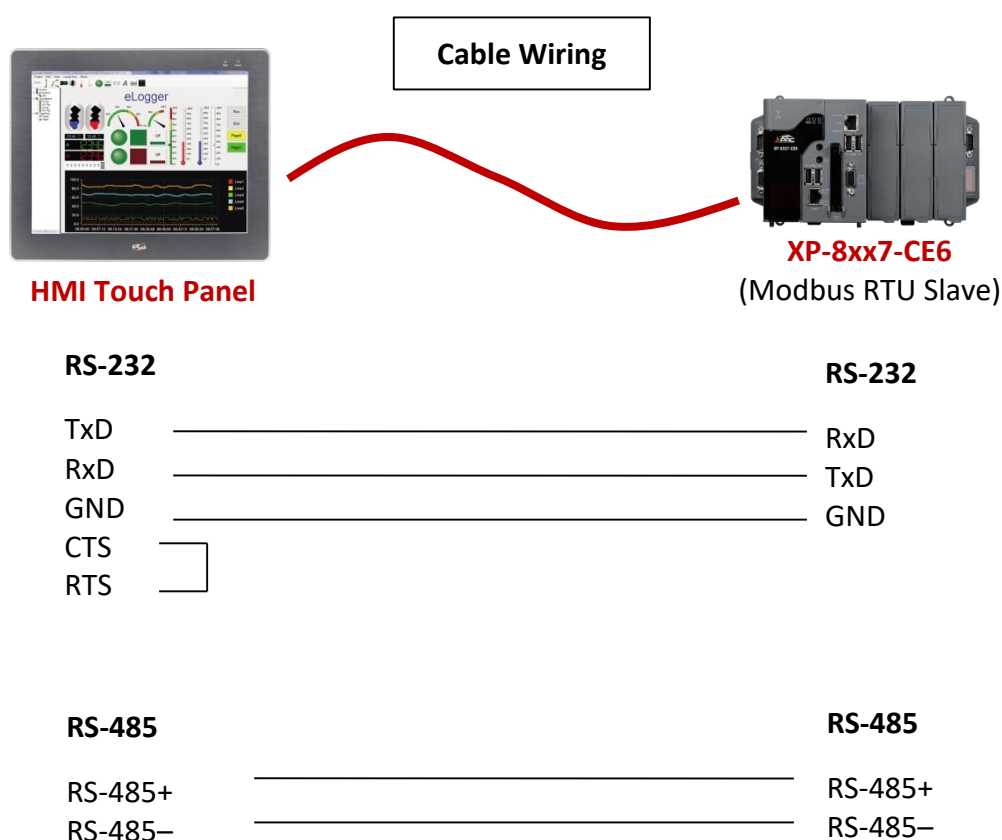 Cable Wiring
eLogger
HMI Touch Panel
XP-8xx7-CE6
(Modbus RTU Slave)
RS-232
RS-232
TxD
RxD
RxD
TxD
GND
GND
CTS
RTS
RS-485
RS-485
RS-485+
RS-485+
RS-485–
RS-485–